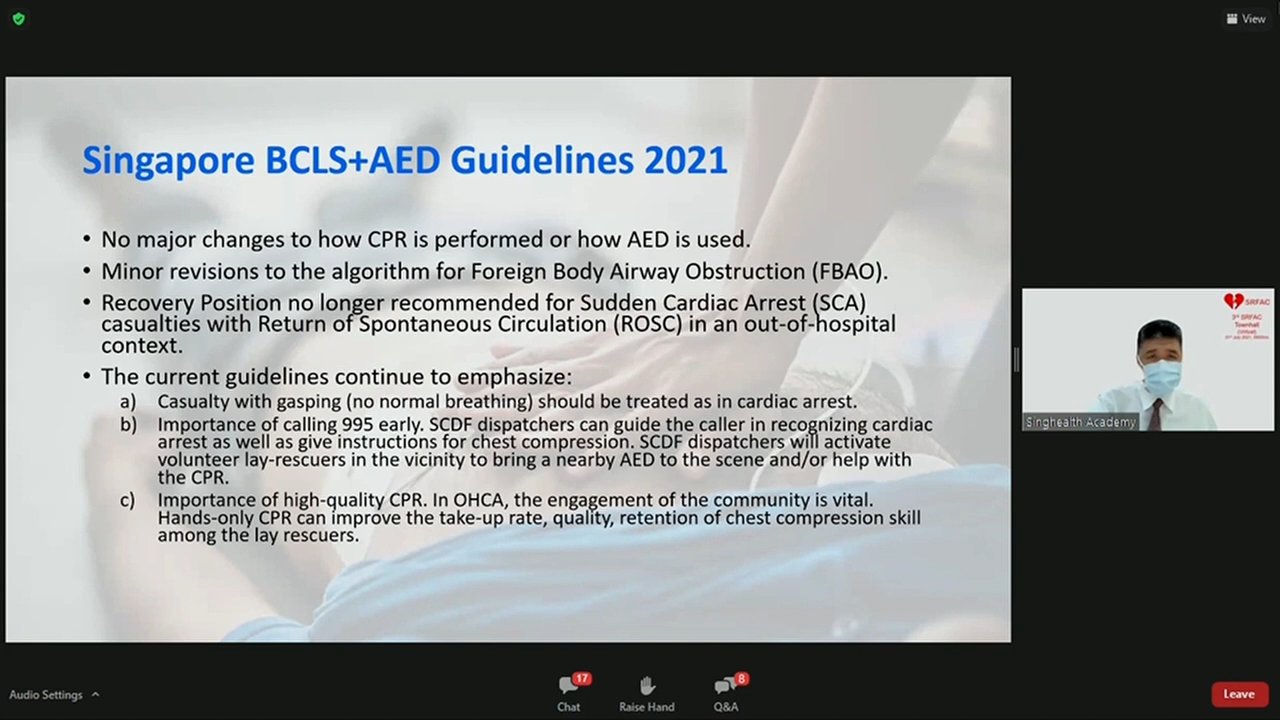 View
Singapore BCLS+AED Guidelines 2021
• No major changes to how CPR is performed or how AED is used.
• Minor revisions to the algorithm for Foreign Body Airway Obstruction (FBAO).
• Recovery Position no longer recommended for Sudden Cardiac Arrest (SCA)
casualties with Return of Spontaneous Circulation (ROSC) in an out-of-hospital
context.
• The current guidelines continue to emphasize:
a) Casualty with gasping (no normal breathing) should be treated as in cardiac arrest.
b) Importance of calling 995 early. SCDF dispatchers can guide the caller in recognizing cardiac
arrest as well as give instructions for chest compression. SCDF dispatchers will activate
volunteer lay-rescuers in the vicinity to bring a nearby AED to the scene and/or help with
the CPR.
c) Importance of high-quality CPR. In OHCA, the engagement of the community is vital.
Hands-only CPR can improve the take-up rate, quality, retention of chest compression skill
among the lay rescuers.
SRFAC
3rd SRFAC
Townhall
(Virtual)
Singhealth Academy
Audio Settings
17
Chat
Raise Hand
8
Q&A
Leave